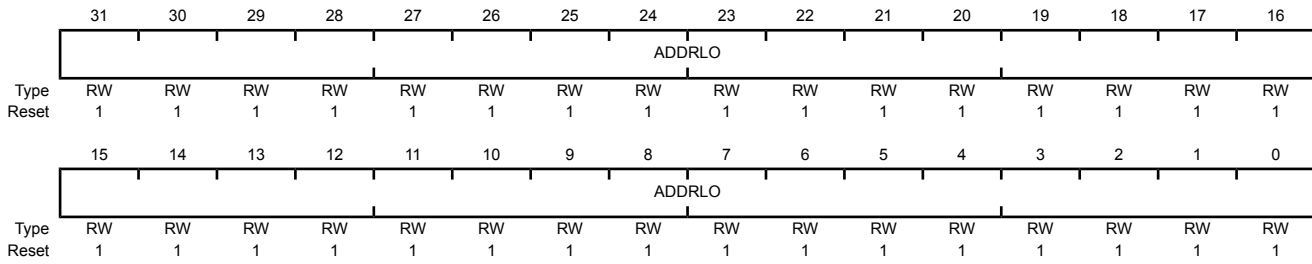 31 30 29 28 27 26 25 24 23 22 21 20 19 18 17 16
ADDRLO
Type RW RW RW RW RW RW RW RW RW RW RW RW RW RW RW RW
Reset 1 1 1 1 1 1 1 1 1 1 1 1 1 1 1 1
15 14 13 12 11 10 9 8 7 6 5 4 3 2 1 0
ADDRLO
Type RW RW RW RW RW RW RW RW RW RW RW RW RW RW RW RW
Reset 1 1 1 1 1 1 1 1 1 1 1 1 1 1 1 1